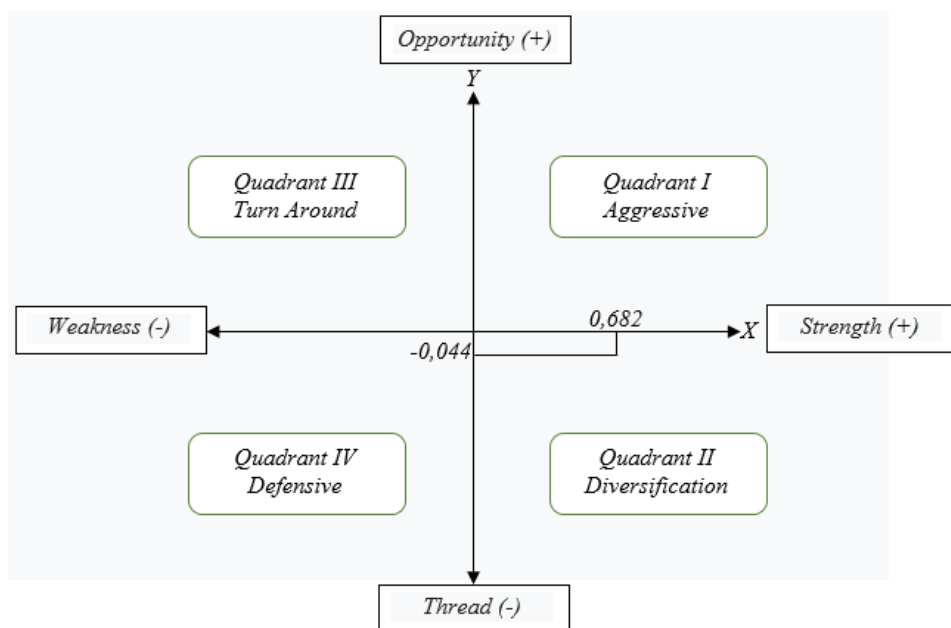 Opportunity (+)
Y
Quadrant III
Turn Around
Quadrant I
Aggressive
Weakness (-)
0,682
X
Strength (+)
-0,044
Quadrant IV
Defensive
Quadrant II
Diversification
Thread (-)